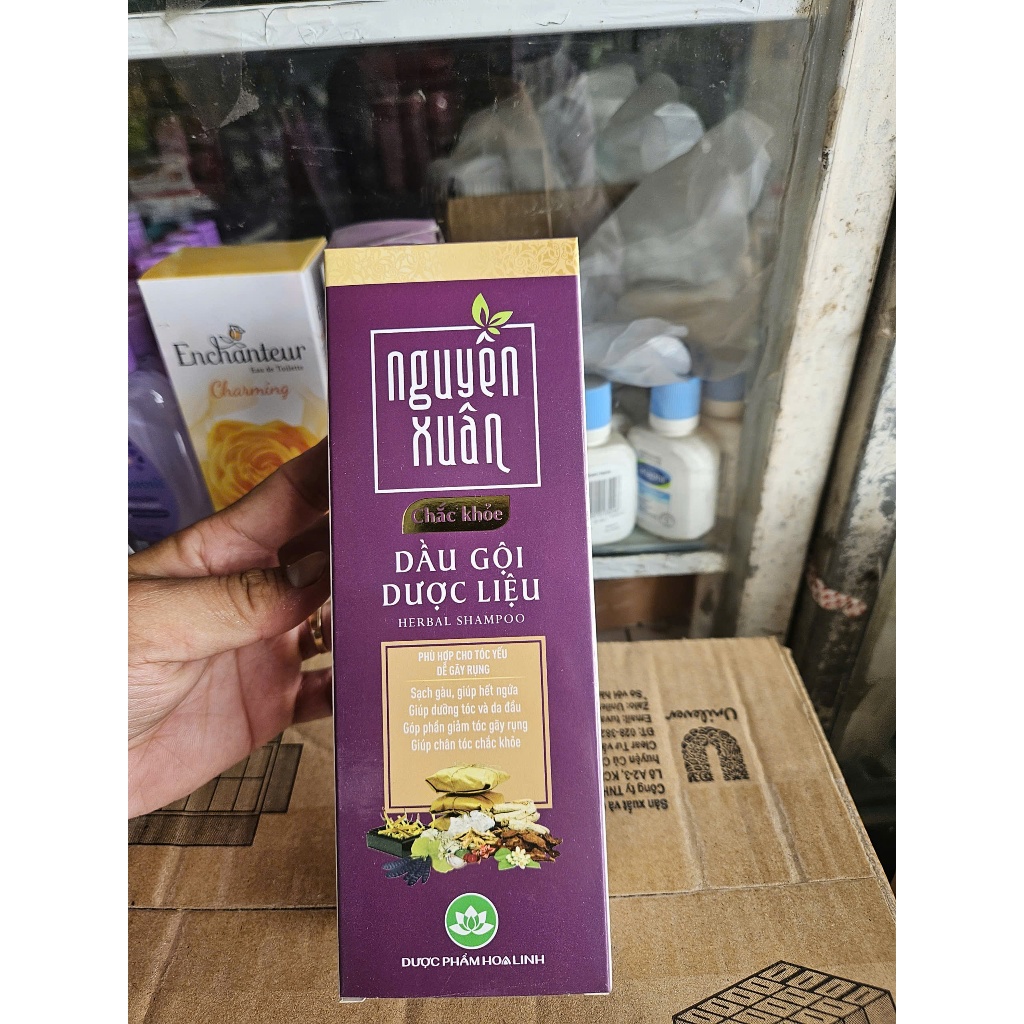 Enchanteur
Eau de Toilette
Charming
nguyên
xuân
Chắc khỏe
DẦU GỘI
DƯỢC LIỆU
HERBAL SHAMPOO
PHÙ HỢP CHO TÓC YẾU
DỄ GÃY RỤNG
Sạch gàu, giúp hết ngứa
Giúp dưỡng tóc và da đầu
Góp phần giảm tóc gãy rụng
Giúp chân tóc chắc khỏe
DƯỢC PHẨM HOA LINH
Unilever